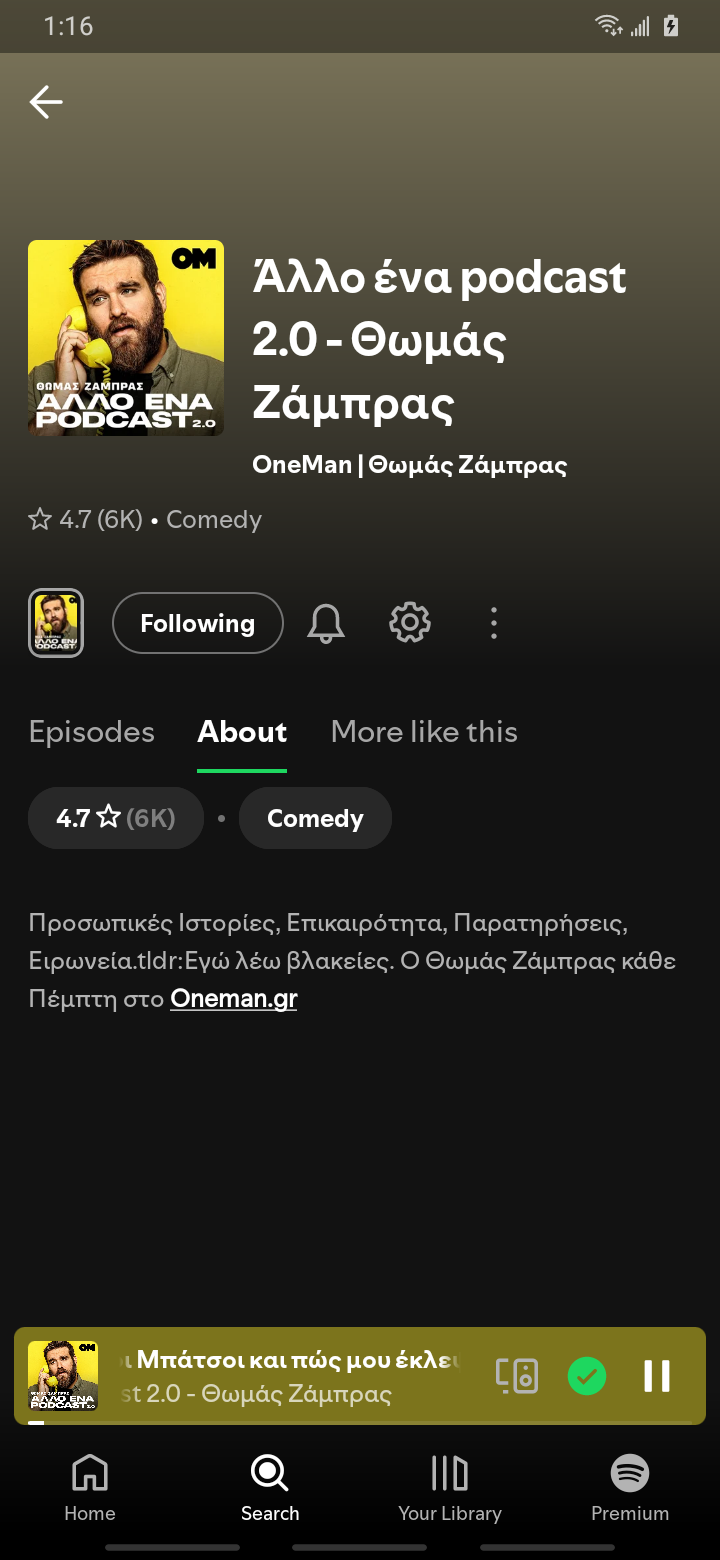 1:16
OM
ΘΩΜΑΣ ΖΑΜΠΡΑΣ
ΑΛΛΟ ΕΝΑ
PODCAST 2.0
Άλλο ένα podcast
2.0 - Θωμάς
Ζάμπρας
OneMan | Θωμάς Ζάμπρας
4.7 (6K) • Comedy
Following
Episodes About More like this
4.7 (6K) • Comedy
Προσωπικές Ιστορίες, Επικαιρότητα, Παρατηρήσεις,
Ειρωνεία.tldr:Εγώ λέω βλακείες. Ο Θωμάς Ζάμπρας κάθε
Πέμπτη στο Oneman.gr
Μπάτσοι και πώς μου
2.0 - Θωμάς Ζάμπρας
Home Search Your Library Premium